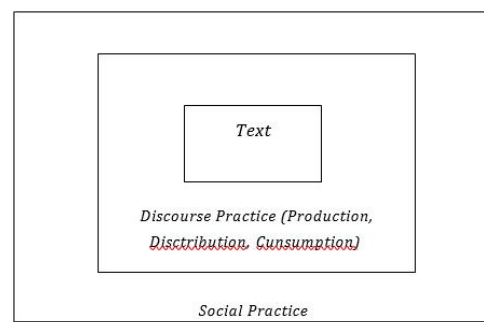 Text
Discourse Practice (Production,
Disctribution, Cunsumption)
Social Practice